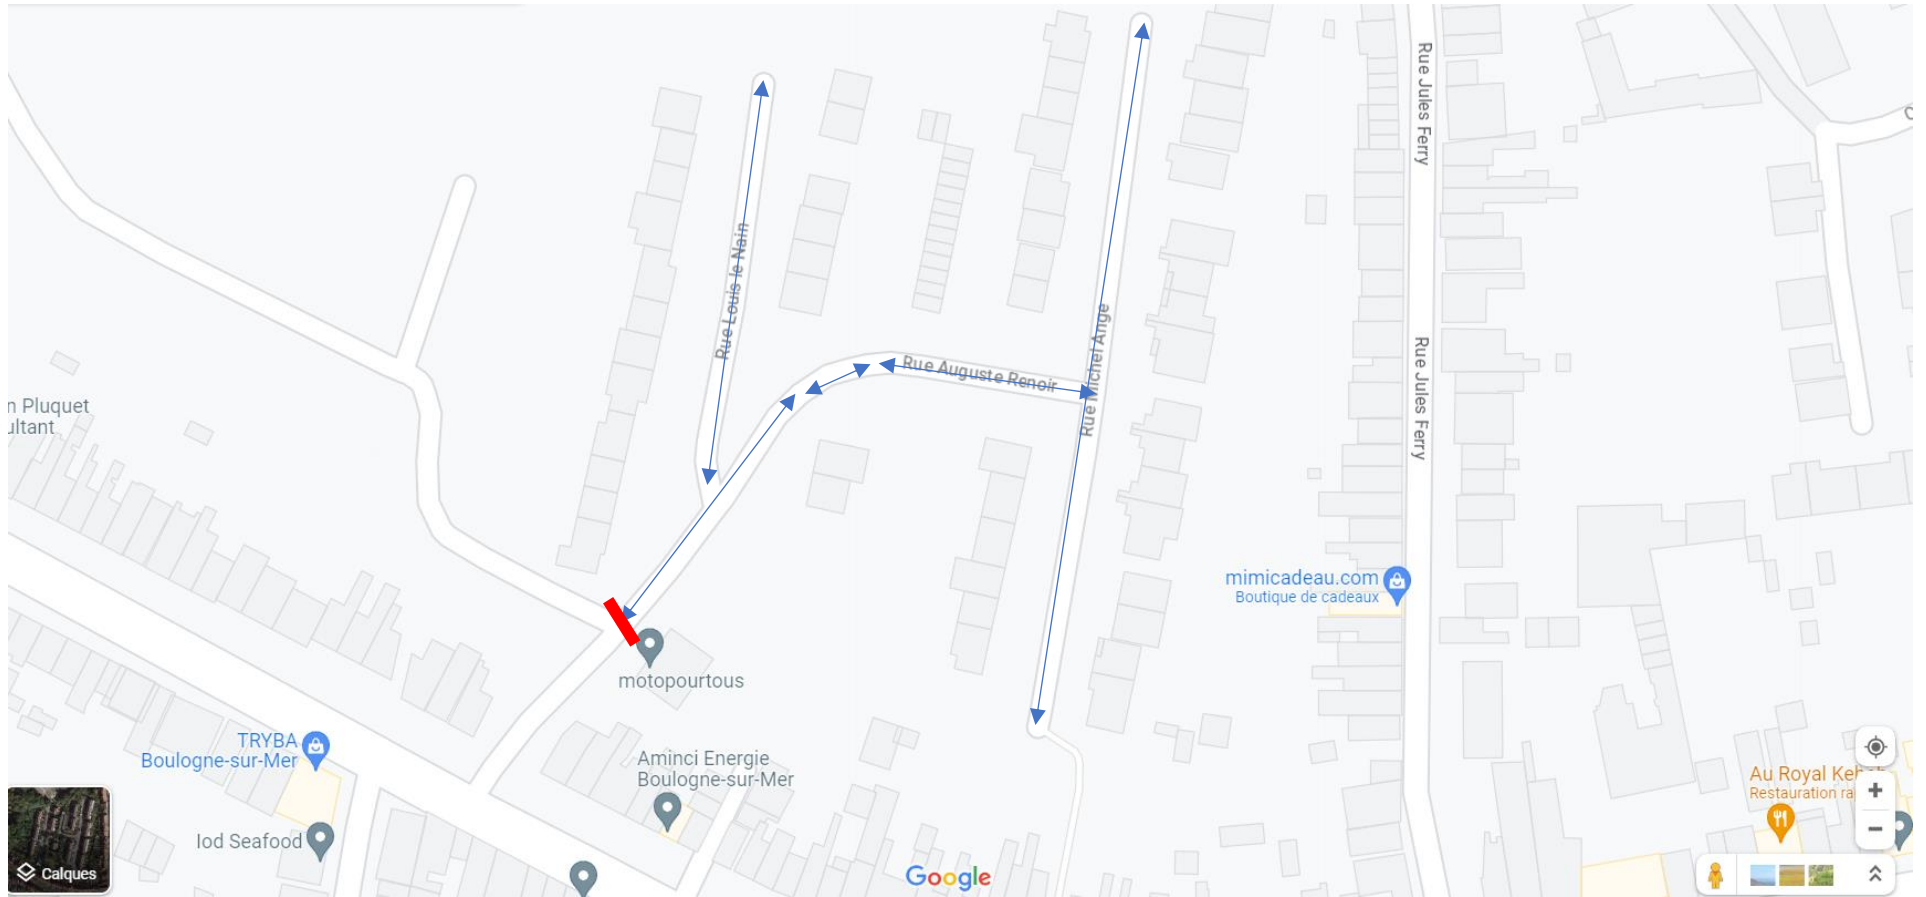 Rue Jules Ferry
Rue Louis le Nain
Rue Auguste Renoir
Rue Michel Ange
Rue Jules Ferry
n Pluquet
ultant
mimicadeau.com
Boutique de cadeaux
motopourtous
TRYBA
Boulogne-sur-Mer
Aminci Energie
Boulogne-sur-Mer
Au Royal
Restauration
Iod Seafood
Calques
Google